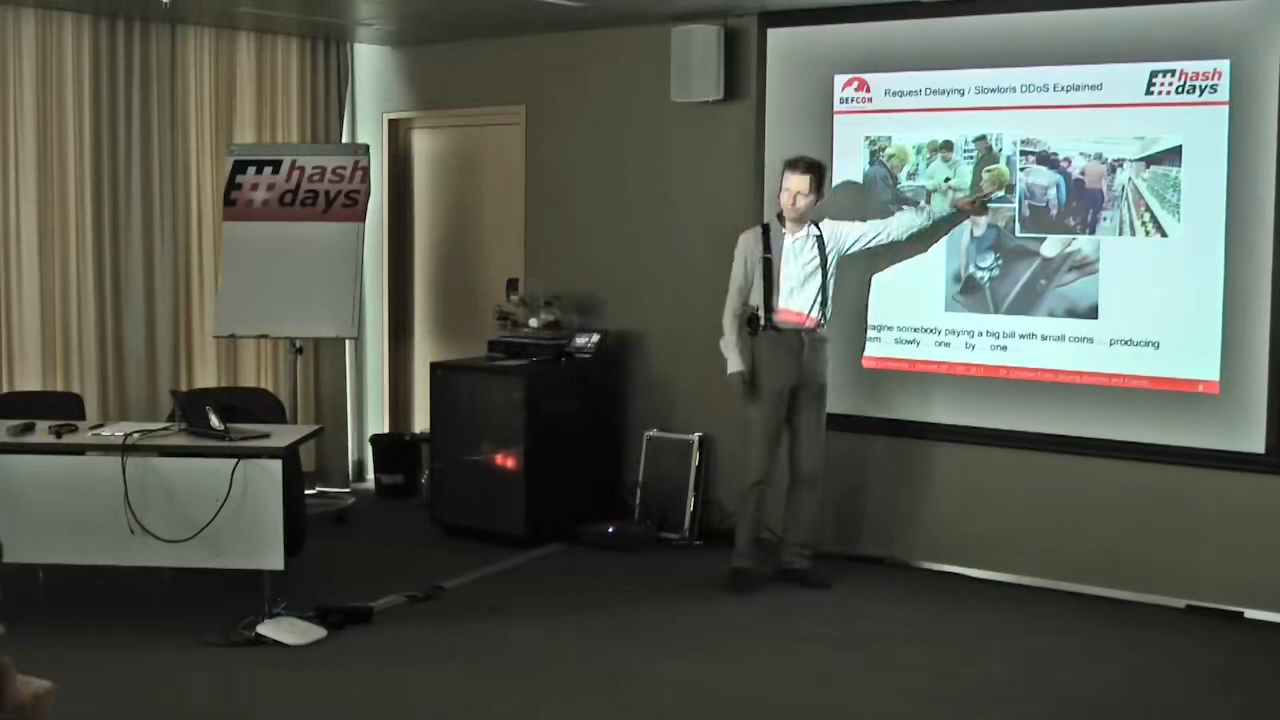 hash
days
DEFCON
Request Delaying / Slowloris DDoS Explained
hash
days
agine somebody paying a big bill with small coins ... producing
em ... slowly ... one ... by ... one ...